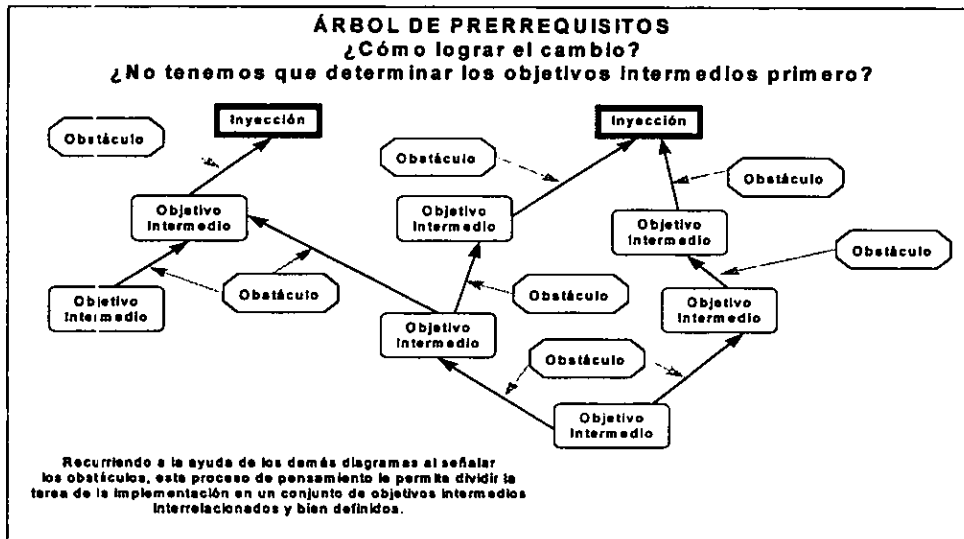 ÁRBOL DE PRERREQUISITOS
¿Cómo lograr el cambio?
¿No tenemos que determinar los objetivos intermedios primero?
Inyección
Inyección
Obstáculo
Obstáculo
Obstáculo
Objetivo
Intermedio
Objetivo
Intermedio
Objetivo
Intermedio
Obstáculo
Objetivo
Intermedio
Obstáculo
Obstáculo
Objetivo
Intermedio
Objetivo
Intermedio
Obstáculo
Objetivo
Intermedio
Recurriendo a la ayuda de los demás diagramas al señalar
los obstáculos, este proceso de pensamiento le permite dividir la
tarea de la implementación en un conjunto de objetivos intermedios
interrelacionados y bien definidos.